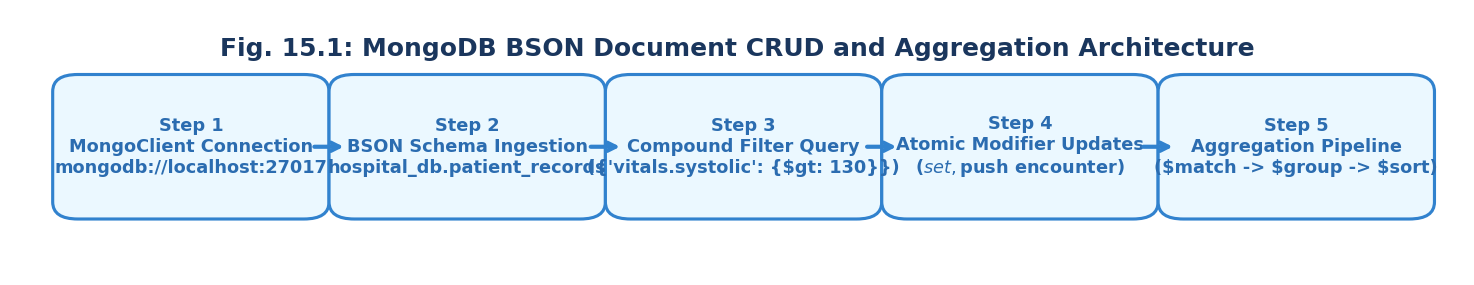 Fig. 15.1: MongoDB BSON Document CRUD and Aggregation Architecture
Step 1
MongoClient Connection
mongodb://localhost:27017
Step 2
BSON Schema Ingestion
hospital_db.patient_records
Step 3
Compound Filter Query
({'vitals.systolic': {$gt: 130}})
Step 4
Atomic Modifier Updates
(set,push encounter)
Step 5
Aggregation Pipeline
($match -> $group -> $sort)